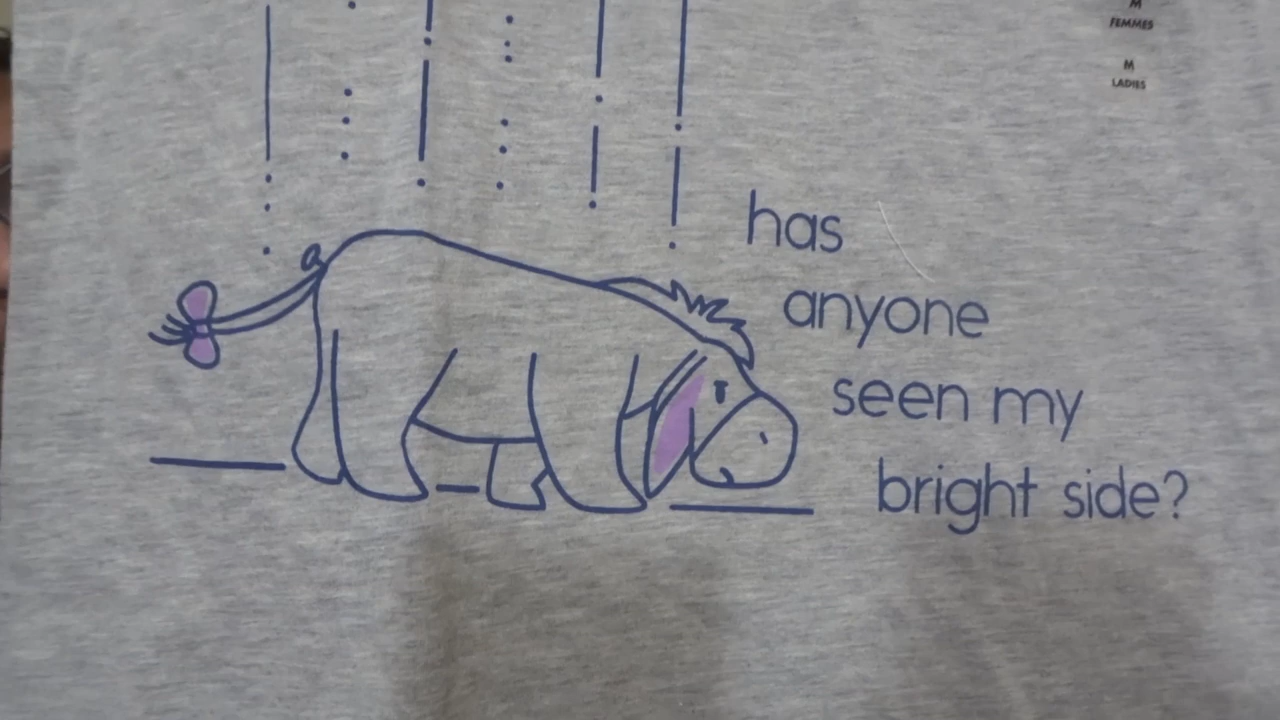 M
FEMMES
M
LADIES
has
anyone
seen my
bright side?